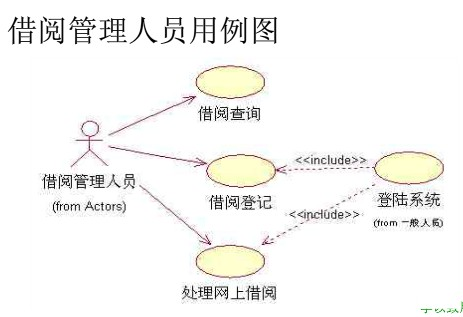 借阅管理人员用例图
借阅查询
借阅管理人员
(from Actors)
<<include>>
借阅登记
登陆系统
(from 一般人员)
<<include>>
处理网上借阅